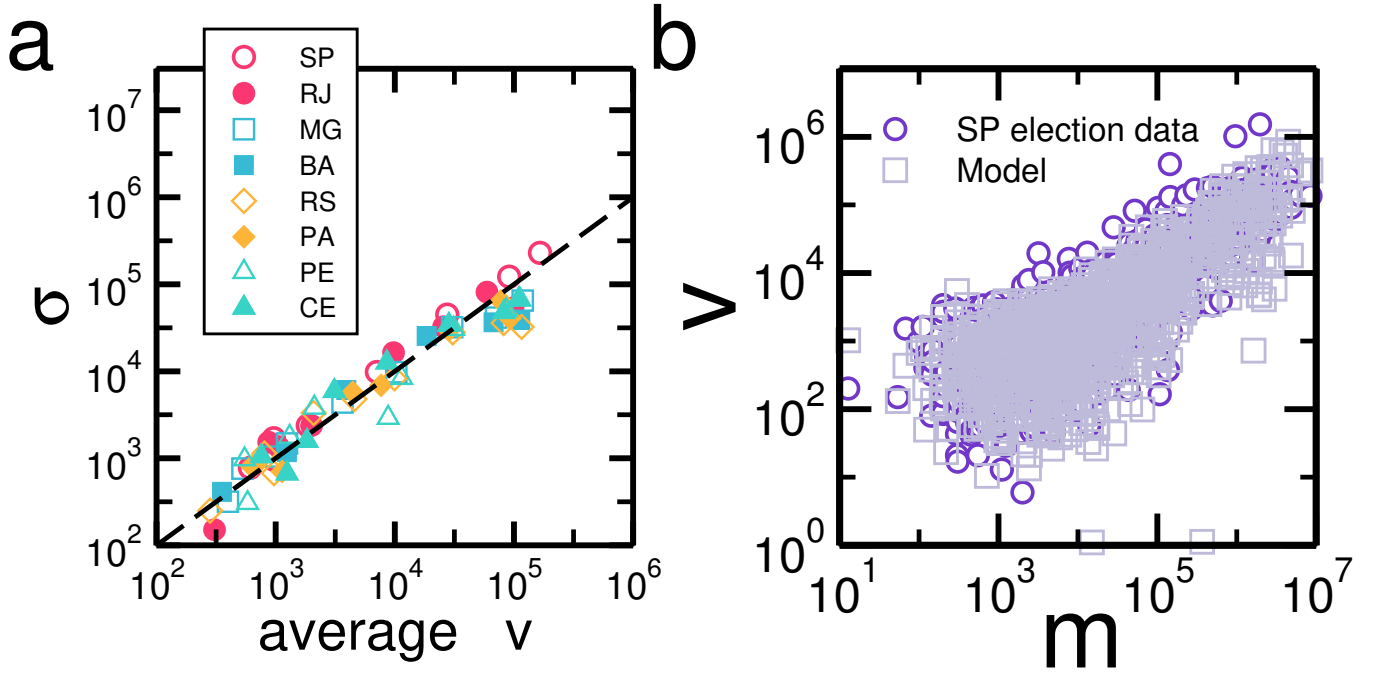 a
SP
RJ
MG
BA
RS
PA
PE
CE
10^7
10^6
10^5
10^4
10^3
10^2
σ
10^2 10^3 10^4 10^5 10^6
average v
b
SP election data
Model
10^6
10^4
10^2
10^0
v
10^1 10^3 10^5 10^7
m